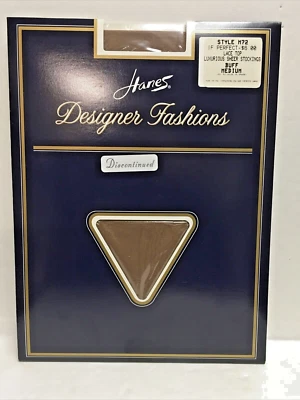 STYLE M72
IF PERFECT-$6.00
LACE TOP
LUXURIOUS SHEER STOCKINGS
BUFF
MEDIUM
Hanes®
Designer Fashions
Discontinued